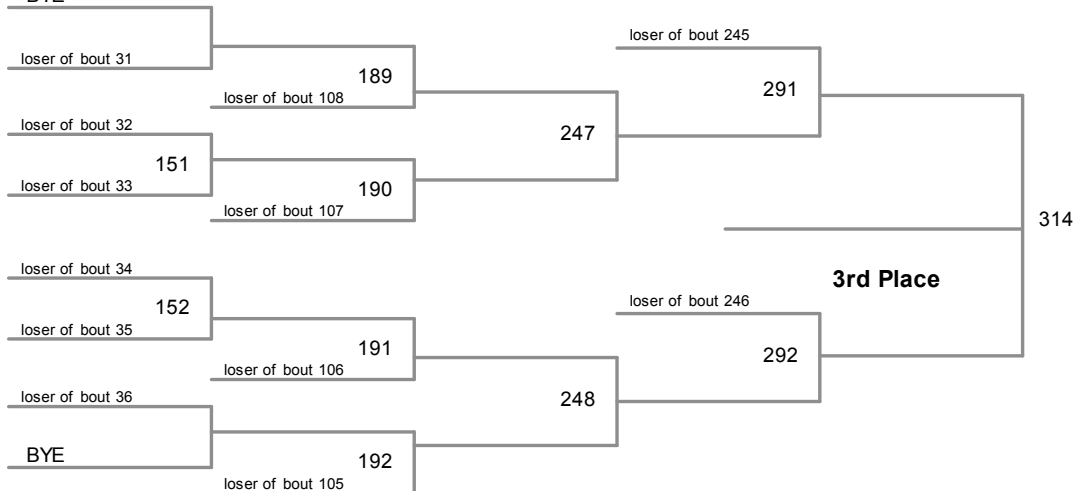 loser of bout 31
189
loser of bout 108
loser of bout 32
151
loser of bout 33
190
loser of bout 107
247
loser of bout 245
291
314
3rd Place
loser of bout 34
152
loser of bout 35
191
loser of bout 106
loser of bout 36
BYE
192
loser of bout 105
248
loser of bout 246
292